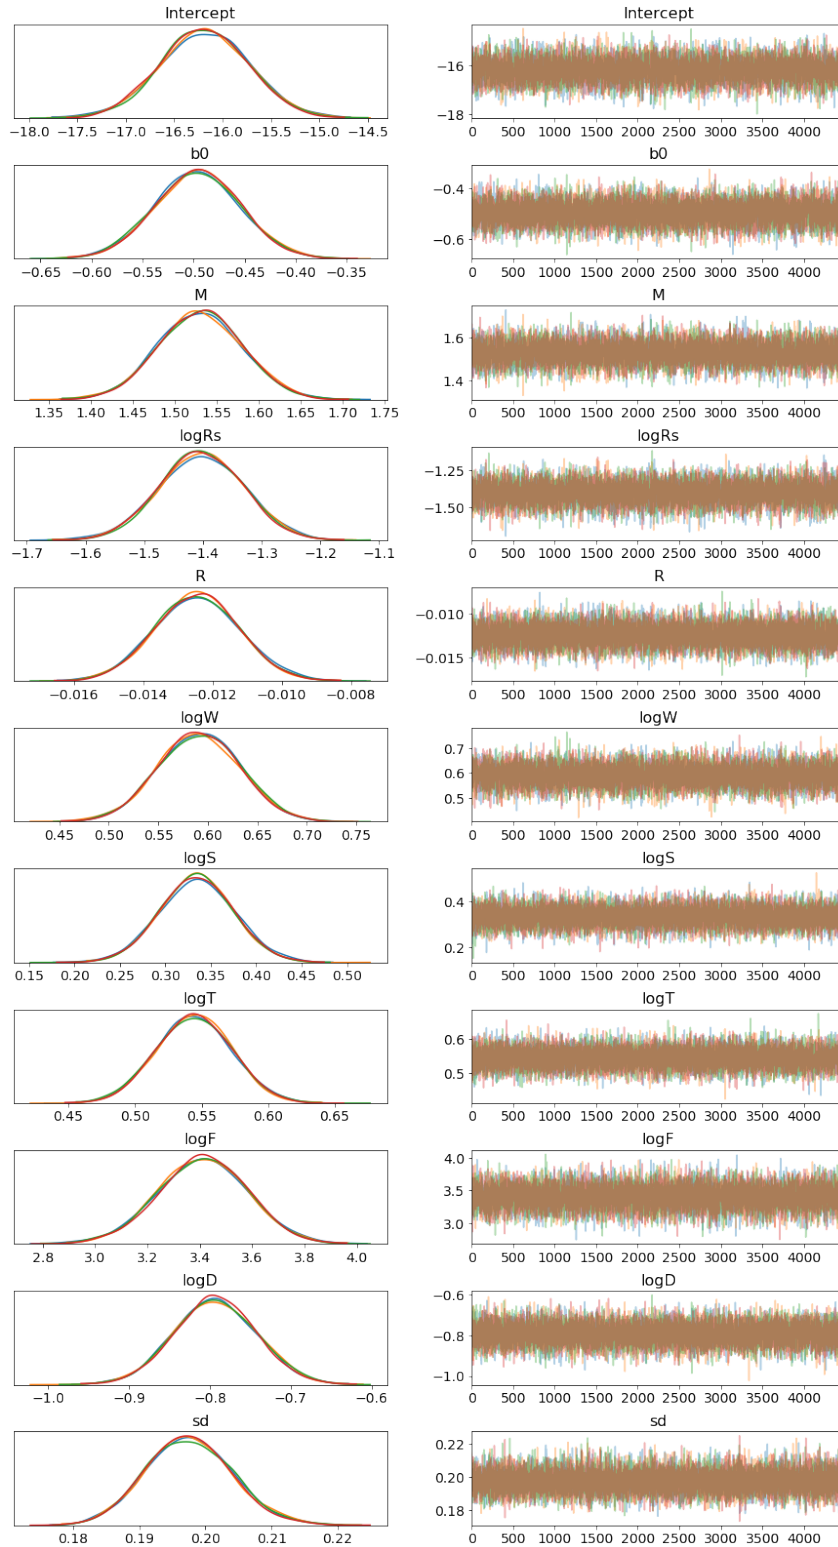 Intercept Intercept
−16
−18
−18.0 −17.5 −17.0 −16.5 −16.0 −15.5 −15.0 −14.5 0 500 1000 1500 2000 2500 3000 3500 4000
b0 b0
−0.4
−0.6
−0.65 −0.60 −0.55 −0.50 −0.45 −0.40 −0.35 0 500 1000 1500 2000 2500 3000 3500 4000
M M
1.6
1.4
1.35 1.40 1.45 1.50 1.55 1.60 1.65 1.70 1.75 0 500 1000 1500 2000 2500 3000 3500 4000
logRs logRs
−1.25
−1.50
−1.7 −1.6 −1.5 −1.4 −1.3 −1.2 −1.1 0 500 1000 1500 2000 2500 3000 3500 4000
R R
−0.010
−0.015
−0.016 −0.014 −0.012 −0.010 −0.008 0 500 1000 1500 2000 2500 3000 3500 4000
logW logW
0.7
0.6
0.5
0.45 0.50 0.55 0.60 0.65 0.70 0.75 0 500 1000 1500 2000 2500 3000 3500 4000
logS logS
0.4
0.2
0.15 0.20 0.25 0.30 0.35 0.40 0.45 0.50 0 500 1000 1500 2000 2500 3000 3500 4000
logT logT
0.6
0.5
0.45 0.50 0.55 0.60 0.65 0 500 1000 1500 2000 2500 3000 3500 4000
logF logF
4.0
3.5
3.0
2.8 3.0 3.2 3.4 3.6 3.8 4.0 0 500 1000 1500 2000 2500 3000 3500 4000
logD logD
−0.6
−0.8
−1.0
−1.0 −0.9 −0.8 −0.7 −0.6 0 500 1000 1500 2000 2500 3000 3500 4000
sd sd
0.22
0.20
0.18
0.18 0.19 0.20 0.21 0.22 0 500 1000 1500 2000 2500 3000 3500 4000